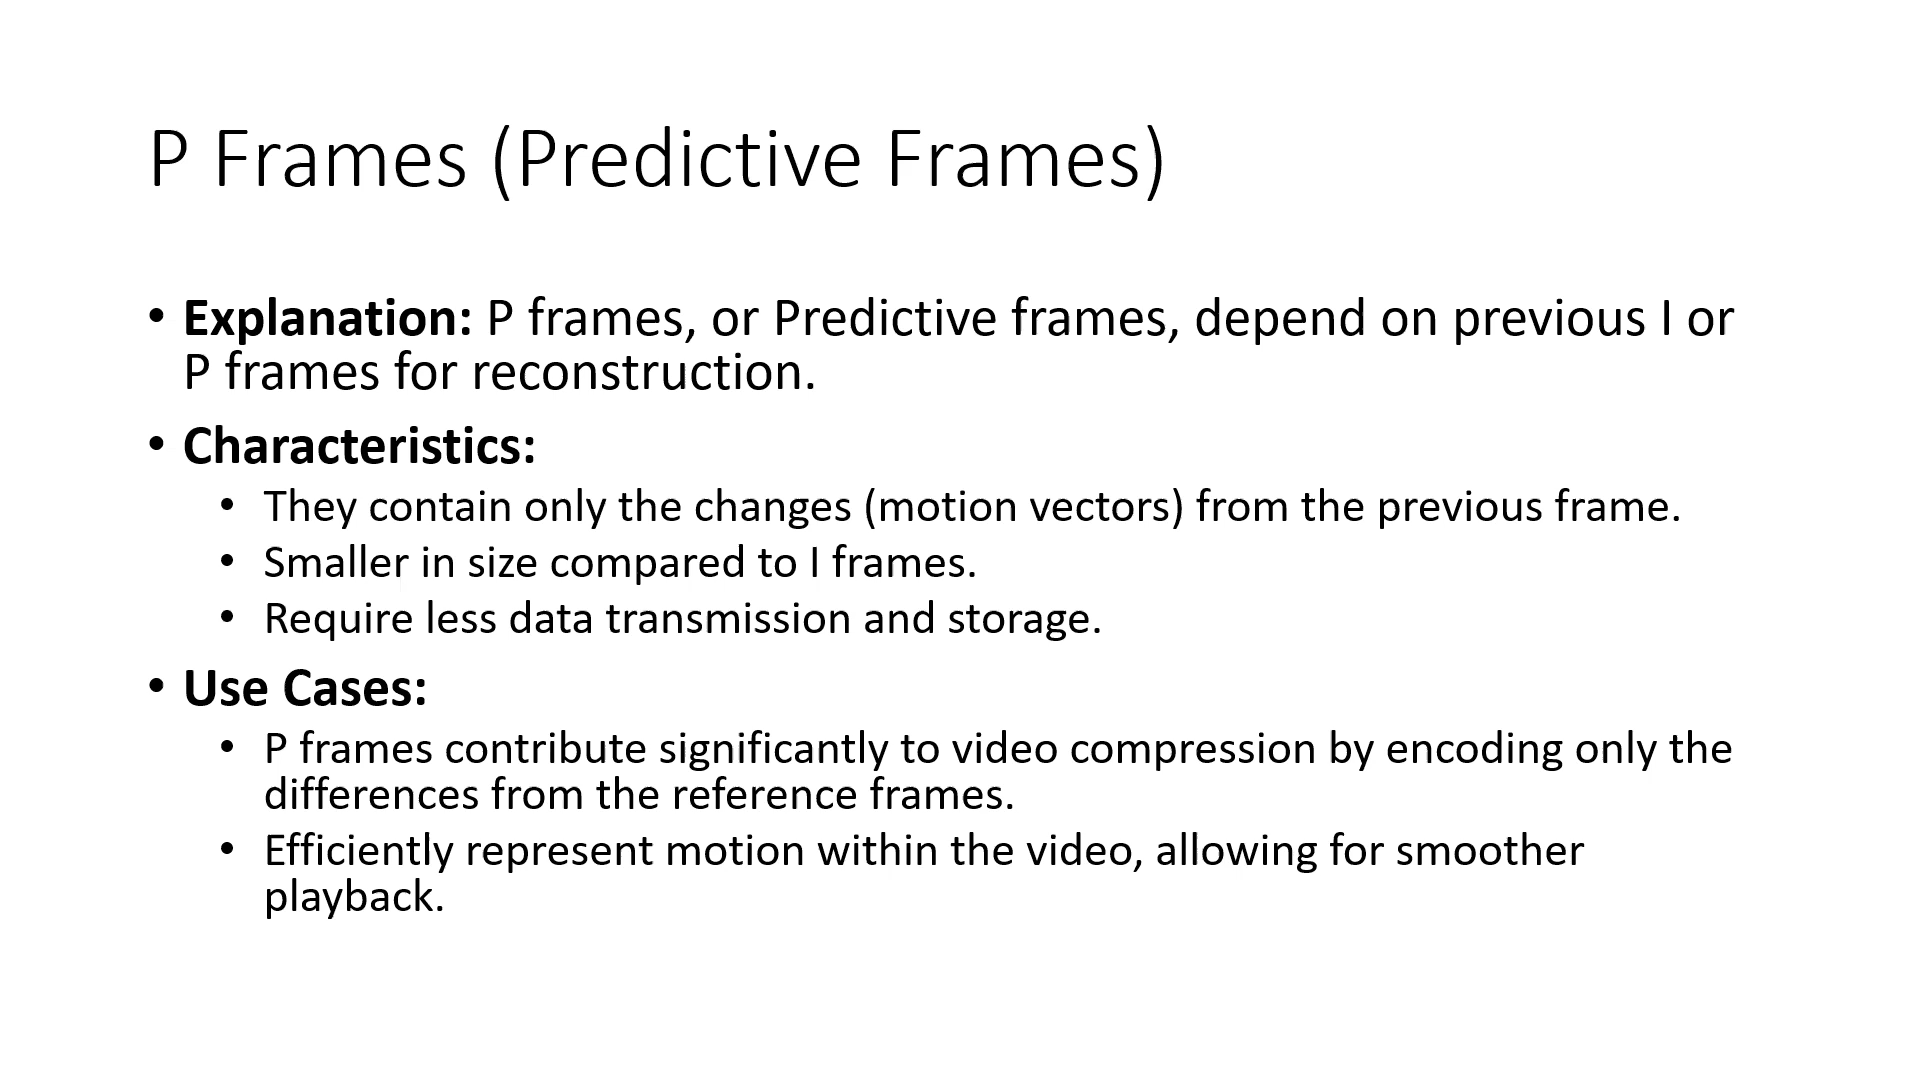 P Frames (Predictive Frames)
• Explanation: P frames, or Predictive frames, depend on previous I or
P frames for reconstruction.
• Characteristics:
• They contain only the changes (motion vectors) from the previous frame.
• Smaller in size compared to I frames.
• Require less data transmission and storage.
• Use Cases:
• P frames contribute significantly to video compression by encoding only the
differences from the reference frames.
• Efficiently represent motion within the video, allowing for smoother
playback.